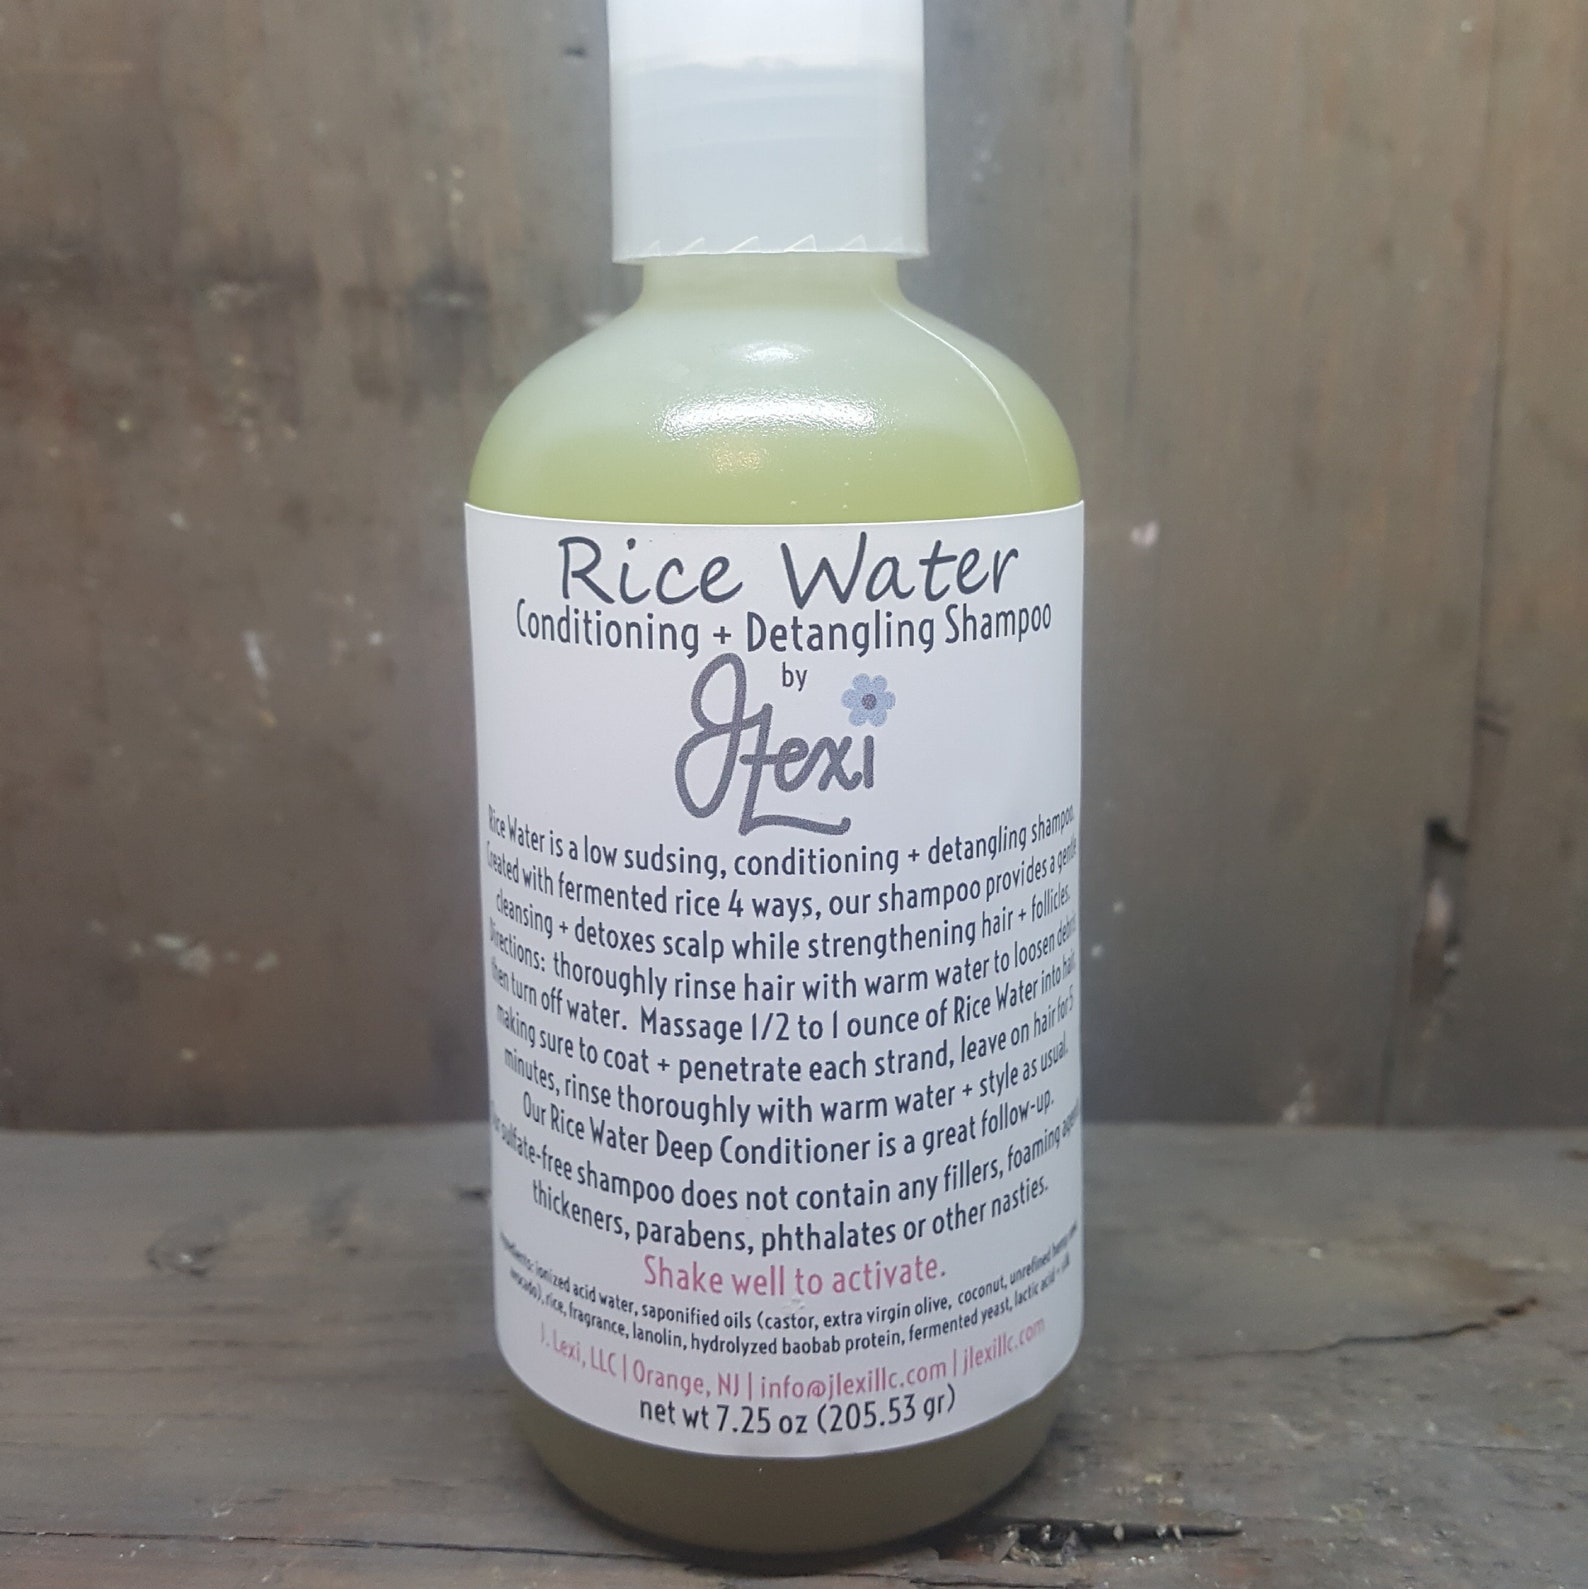 Rice Water
Conditioning + Detangling Shampoo
by
JLexi
Rice Water is a low sudsing, conditioning + detangling shampoo.
Created with fermented rice 4 ways, our shampoo provides a gentle
cleansing + detoxes scalp while strengthening hair + follicles.
Directions: thoroughly rinse hair with warm water to loosen debris
then turn off water. Massage 1/2 to 1 ounce of Rice Water into hair
making sure to coat + penetrate each strand, leave on hair for 5
minutes, rinse thoroughly with warm water + style as usual.
Our Rice Water Deep Conditioner is a great follow-up.
Our sulfate-free shampoo does not contain any fillers, foaming
thickeners, parabens, phthalates or other nasties.
Shake well to activate.
Ingredients: ionized acid water, saponified oils (castor, extra virgin olive, coconut, unrefined
avocado), rice, fragrance, lanolin, hydrolyzed baobab protein, fermented yeast, lactic acid + silk
J. Lexi, LLC | Orange, NJ | info@jlexillc.com | jlexillc.com
net wt 7.25 oz (205.53 gr)